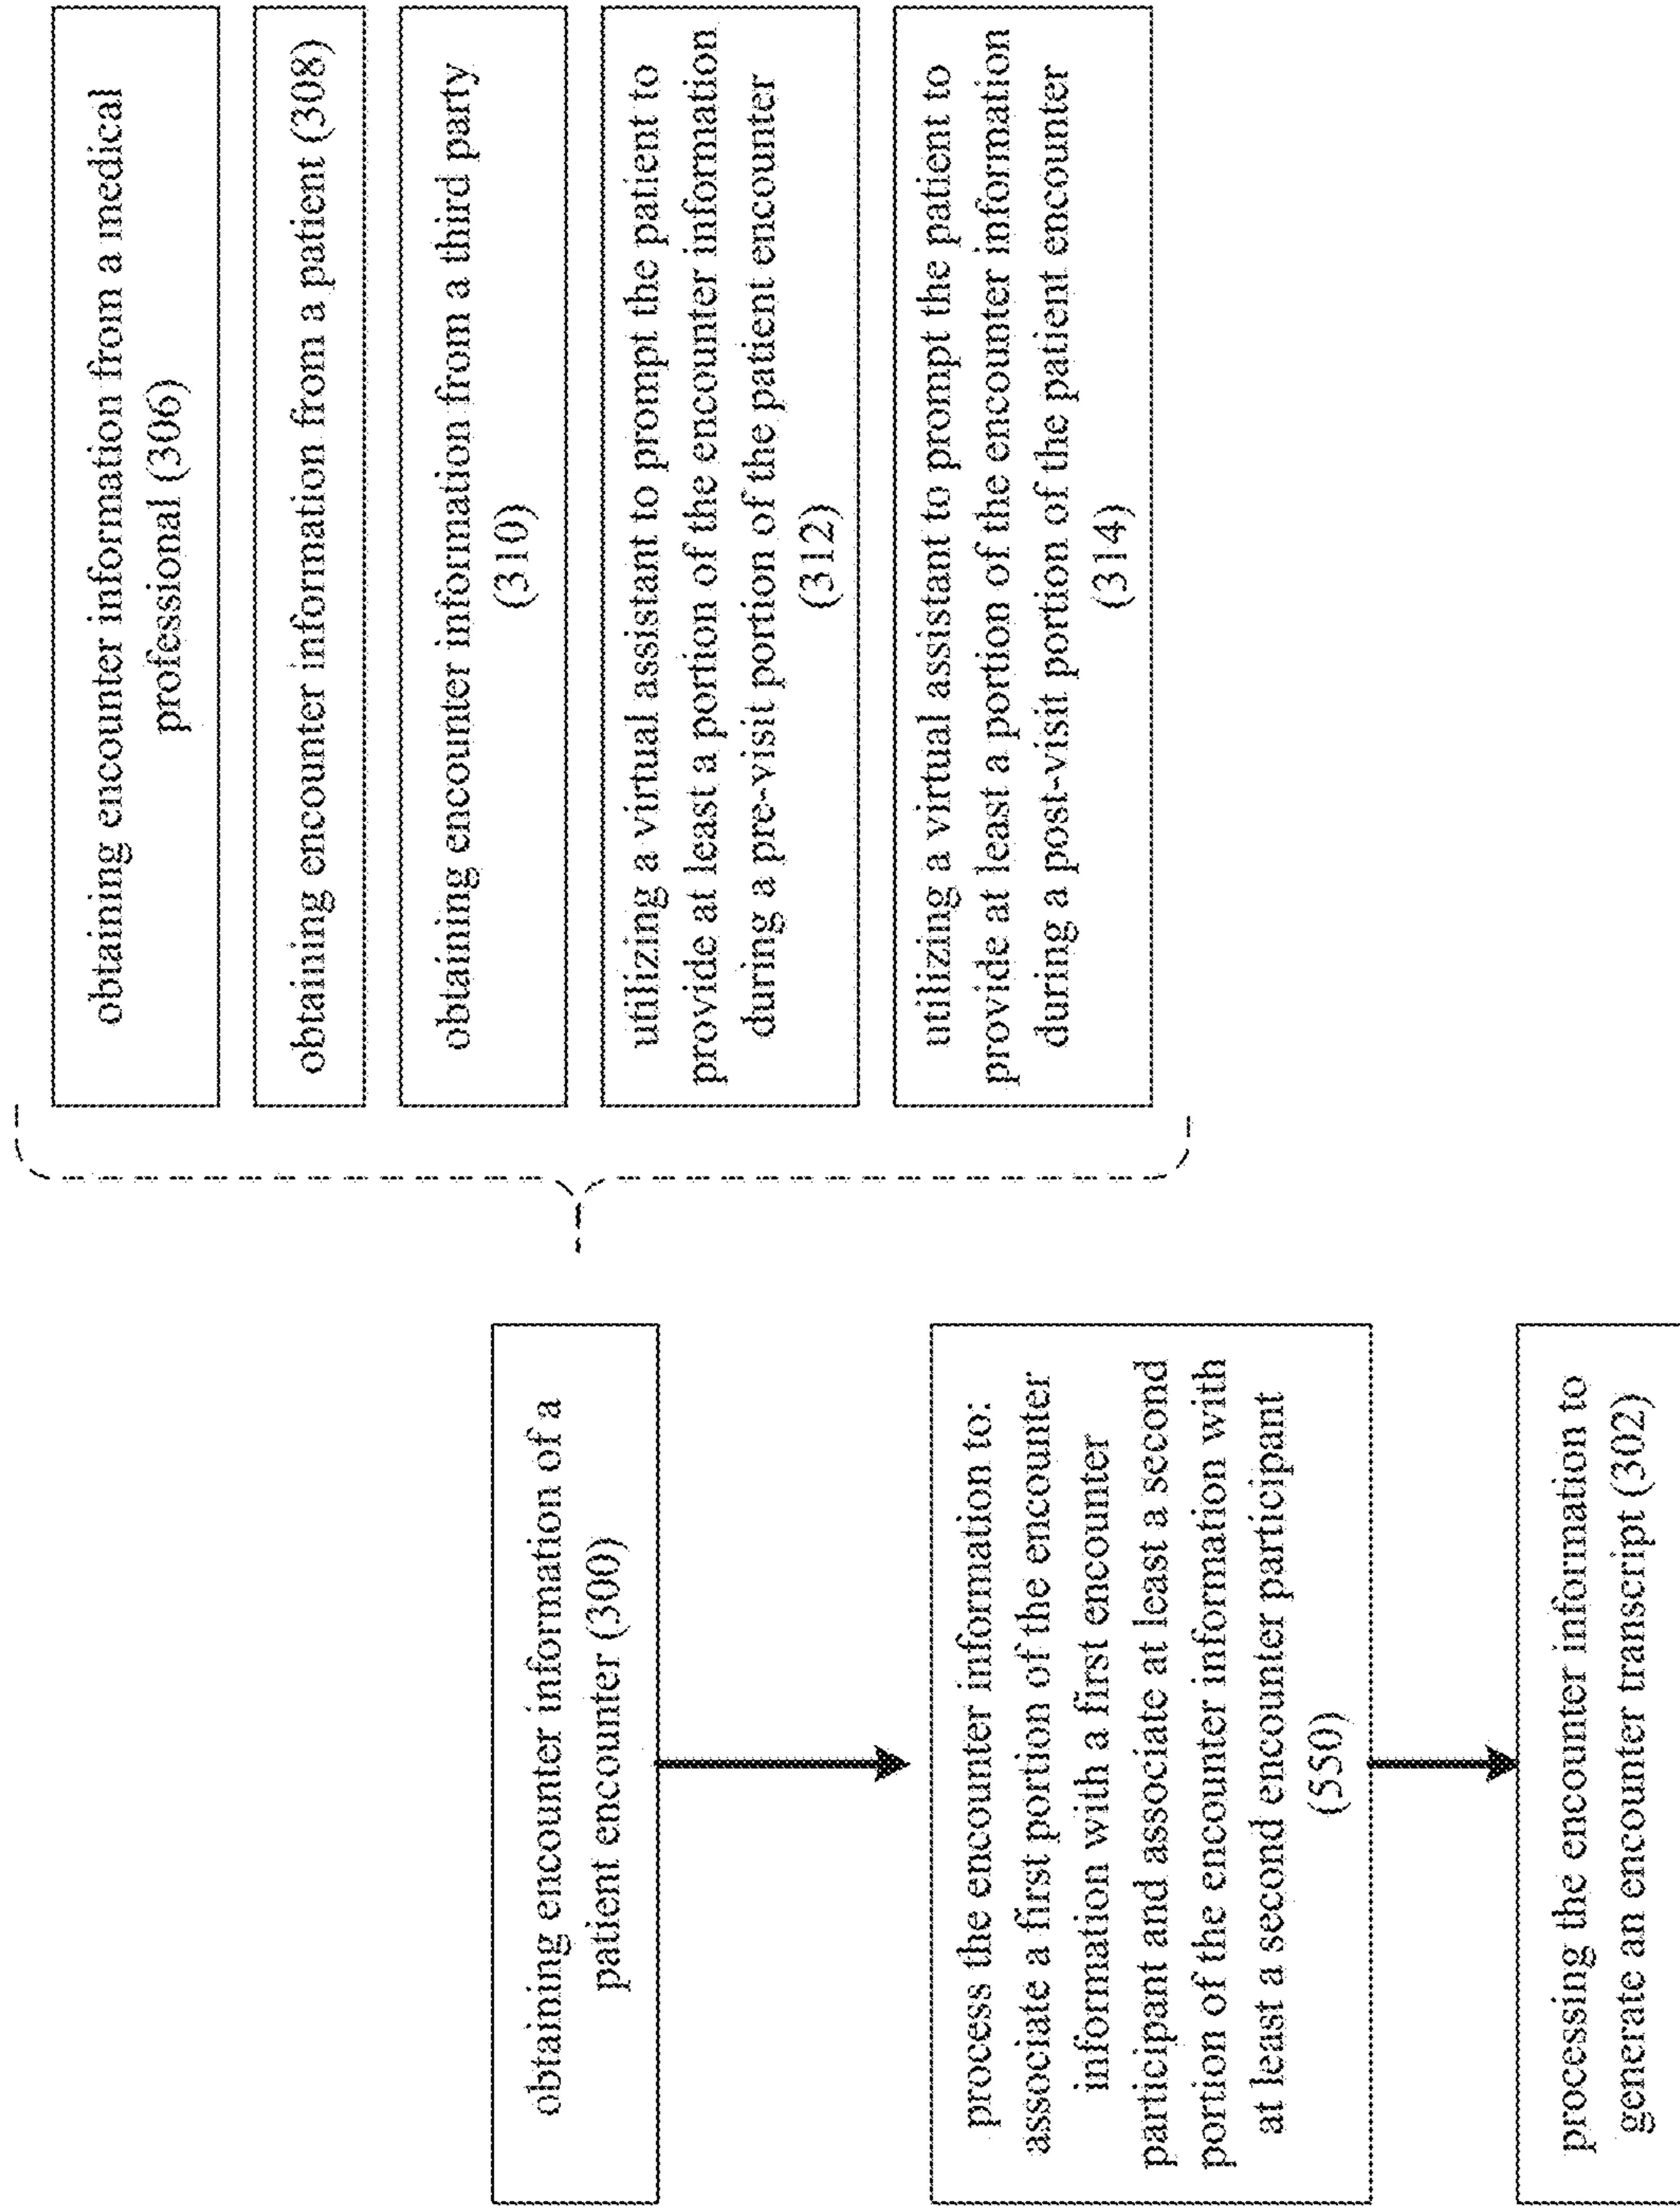 obtaining encounter information of a
patient encounter (300)
process the encounter information to:
associate a first portion of the encounter
information with a first encounter
participant and associate at least a second
portion of the encounter information with
at least a second encounter participant
(550)
processing the encounter information to
generate an encounter transcript (302)
obtaining encounter information from a medical
professional (306)
obtaining encounter information from a patient (308)
obtaining encounter information from a third party
(310)
utilizing a virtual assistant to prompt the patient to
provide at least a portion of the encounter information
during a pre-visit portion of the patient encounter
(312)
utilizing a virtual assistant to prompt the patient to
provide at least a portion of the encounter information
during a post-visit portion of the patient encounter
(314)